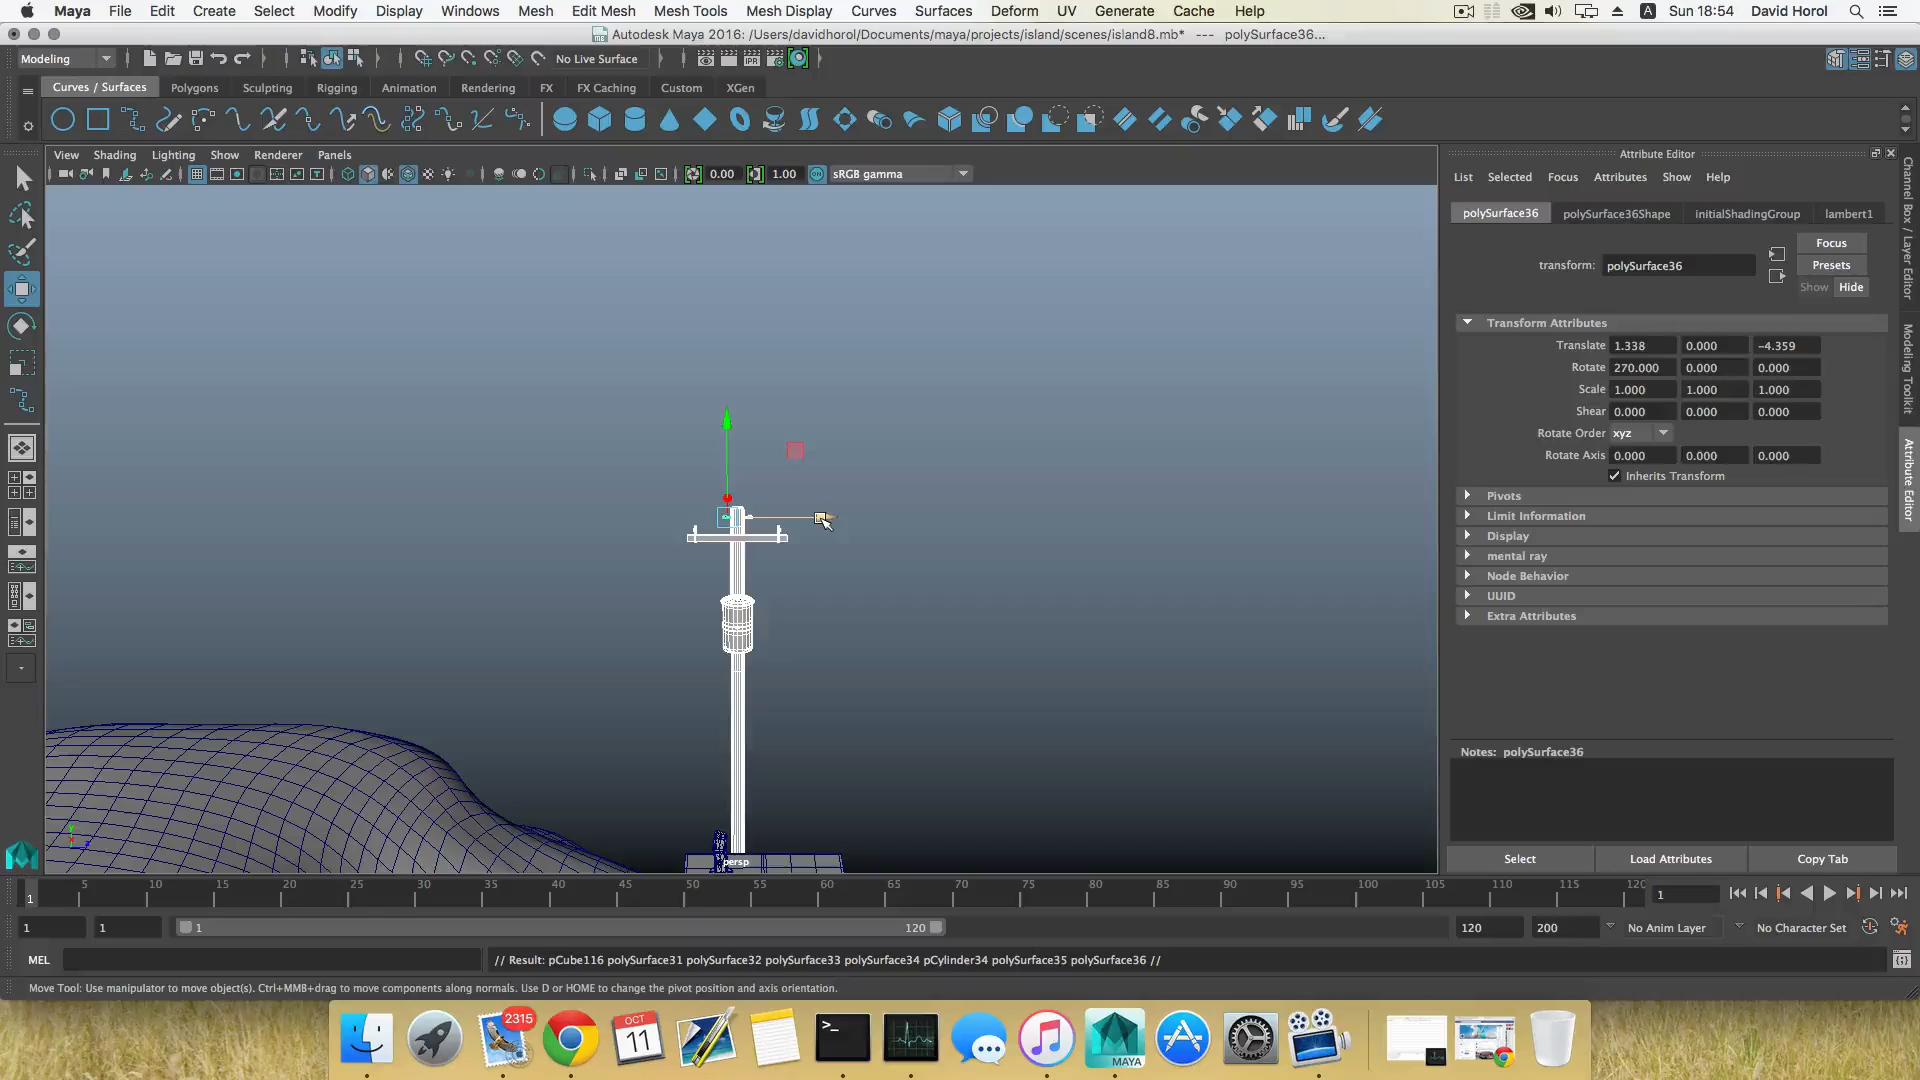 Maya File Edit Create Select Modify Display Windows Mesh Edit Mesh Mesh Tools Mesh Display Curves Surfaces Deform UV Generate Cache Help A Sun 18:54 David Horol
Autodesk Maya 2016: /Users/davidhorol/Documents/maya/projects/island/scenes/island8.mb* --- polySurface36...
Modeling No Live Surface IPR
Curves / Surfaces Polygons Sculpting Rigging Animation Rendering FX FX Caching Custom XGen
View Shading Lighting Show Renderer Panels
0.00 1.00 sRGB gamma
persp
Attribute Editor
List Selected Focus Attributes Show Help
polySurface36 polySurface36Shape initialShadingGroup lambert1
Focus
transform: polySurface36 Presets
Show Hide
Transform Attributes
Translate 1.338 0.000 -4.359
Rotate 270.000 0.000 0.000
Scale 1.000 1.000 1.000
Shear 0.000 0.000 0.000
Rotate Order xyz
Rotate Axis 0.000 0.000 0.000
Inherits Transform
Pivots
Limit Information
Display
mental ray
Node Behavior
UUID
Extra Attributes
Notes: polySurface36
Select Load Attributes Copy Tab
Channel Box / Layer Editor
Modeling Toolkit
Attribute Editor
1 5 10 15 20 25 30 35 40 45 50 55 60 65 70 75 80 85 90 95 100 105 110 115 120 1
1 1 1 120 120 200 No Anim Layer No Character Set
MEL // Result: pCube116 polySurface31 polySurface32 polySurface33 polySurface34 pCylinder34 polySurface35 polySurface36 //
Move Tool: Use manipulator to move object(s). Ctrl+MMB+drag to move components along normals. Use D or HOME to change the pivot position and axis orientation.
2315
OCT
11
MAYA